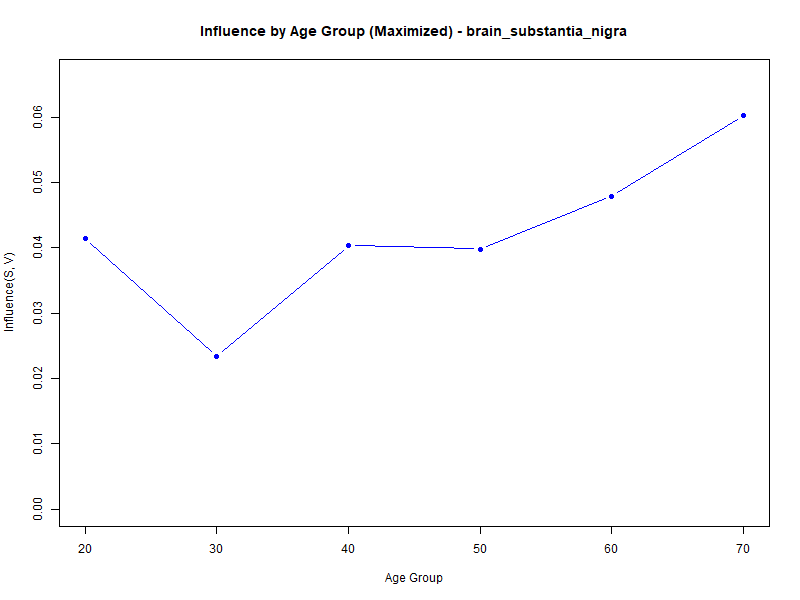 Influence by Age Group (Maximized) - brain_substantia_nigra
Influence(S, V)
0.06
0.05
0.04
0.03
0.02
0.01
0.00
20 30 40 50 60 70
Age Group